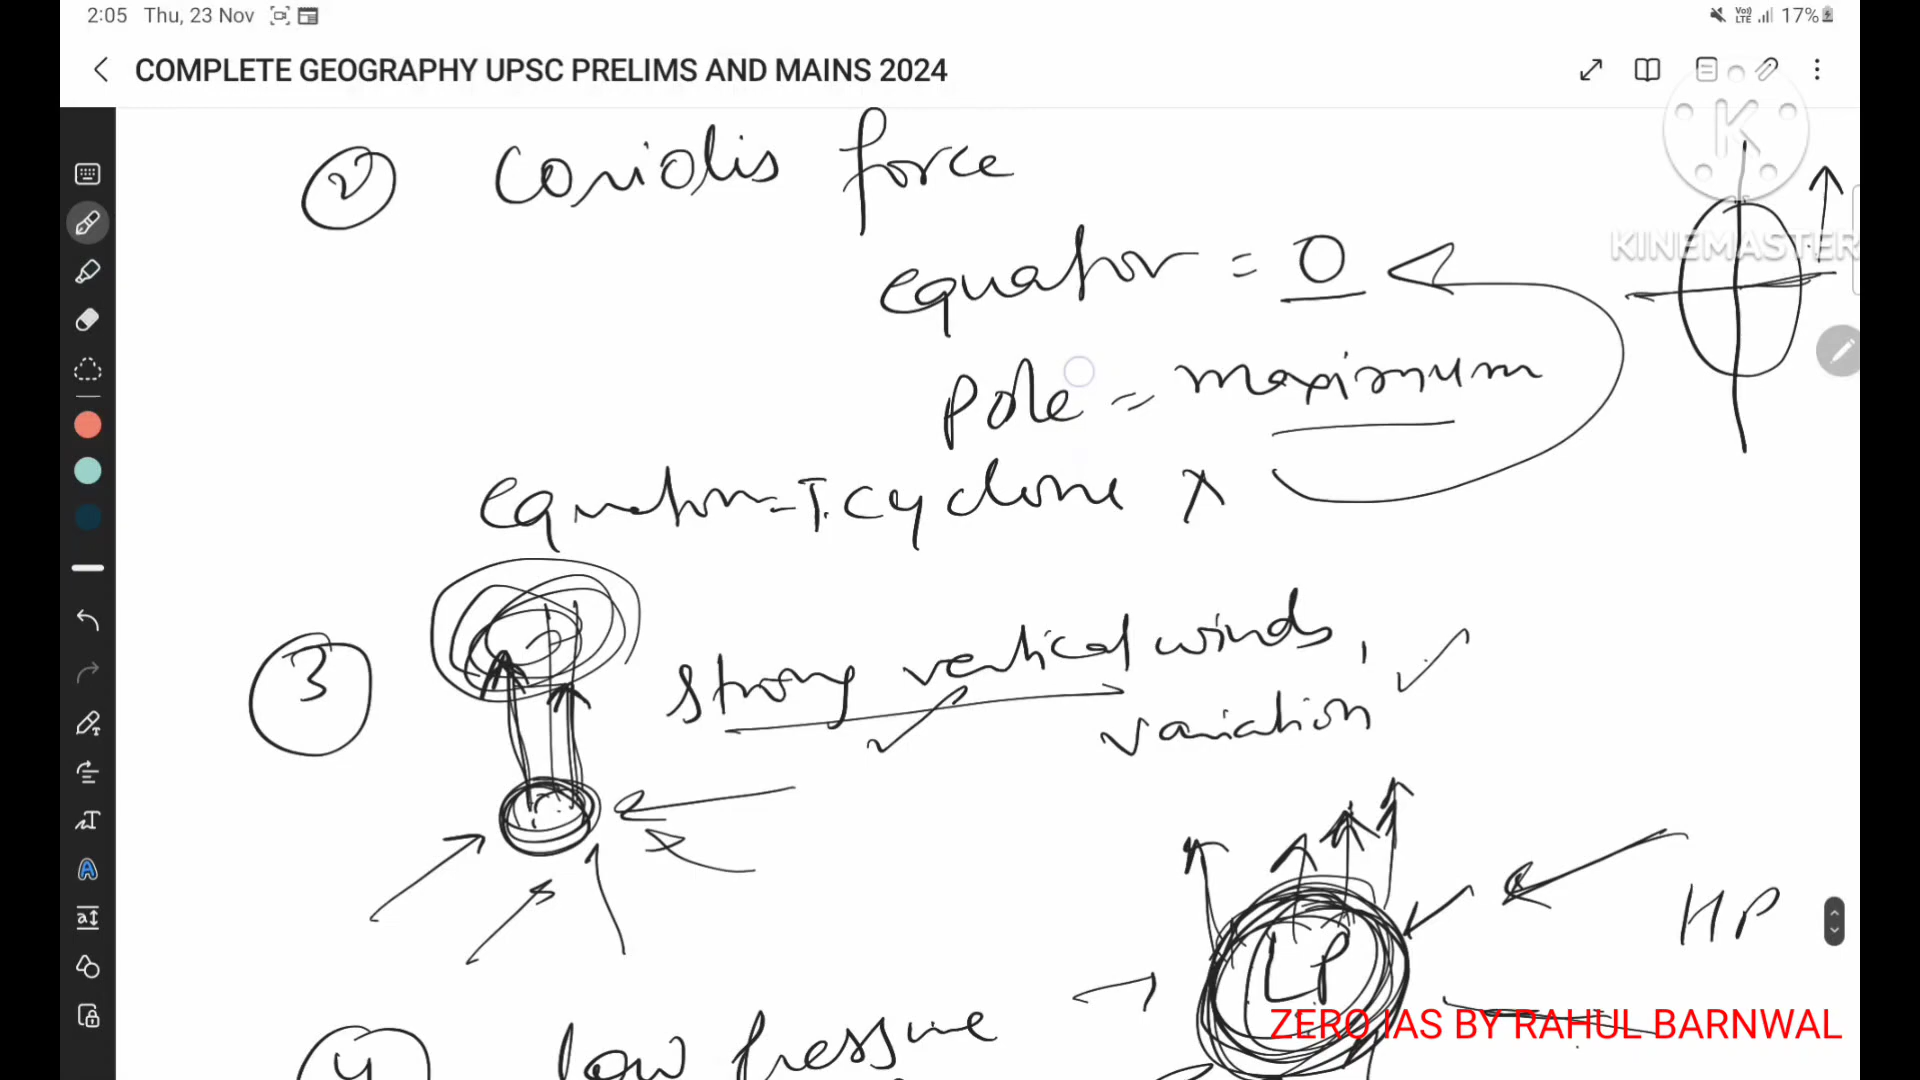 2:05 Thu, 23 Nov
Vo) LTE 17%
COMPLETE GEOGRAPHY UPSC PRELIMS AND MAINS 2024
K
KINEMASTER
2 Coriolis force
equator = 0
pole = maximum
equator = T. cyclone X
3 strong vertical winds,
variation
LP
HP
4 low pressure
ZERO IAS BY RAHUL BARNWAL